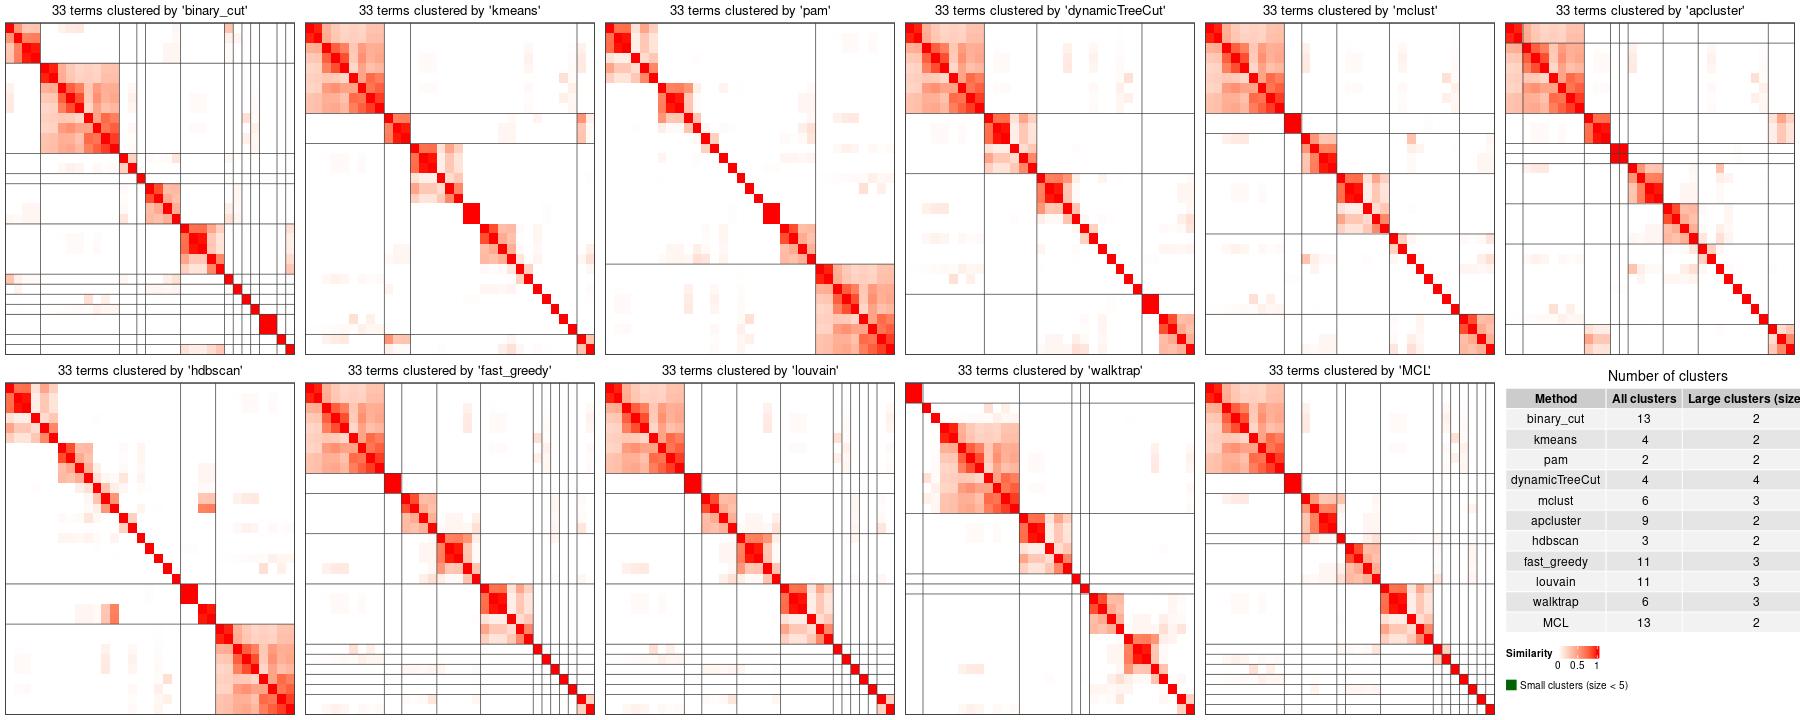 33 terms clustered by 'binary_cut'
33 terms clustered by 'kmeans'
33 terms clustered by 'pam'
33 terms clustered by 'dynamicTreeCut'
33 terms clustered by 'mclust'
33 terms clustered by 'apcluster'
33 terms clustered by 'hdbscan'
33 terms clustered by 'fast_greedy'
33 terms clustered by 'louvain'
33 terms clustered by 'walktrap'
33 terms clustered by 'MCL'
Number of clusters
Method All clusters Large clusters (size
binary_cut 13 2
kmeans 4 2
pam 2 2
dynamicTreeCut 4 4
mclust 6 3
apcluster 9 2
hdbscan 3 2
fast_greedy 11 3
louvain 11 3
walktrap 6 3
MCL 13 2
Similarity
0 0.5 1
Small clusters (size < 5)